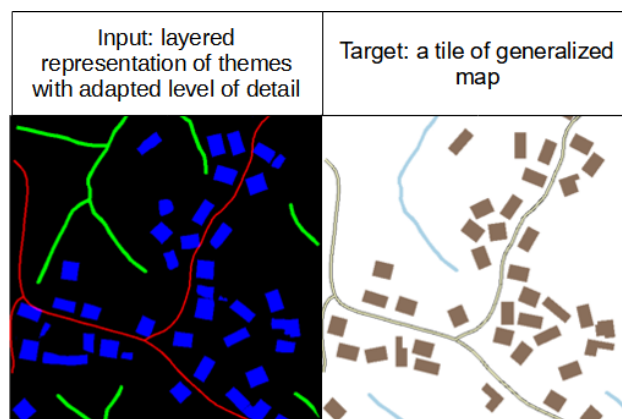 Input: layered
representation of themes
with adapted level of detail
Target: a tile of generalized
map